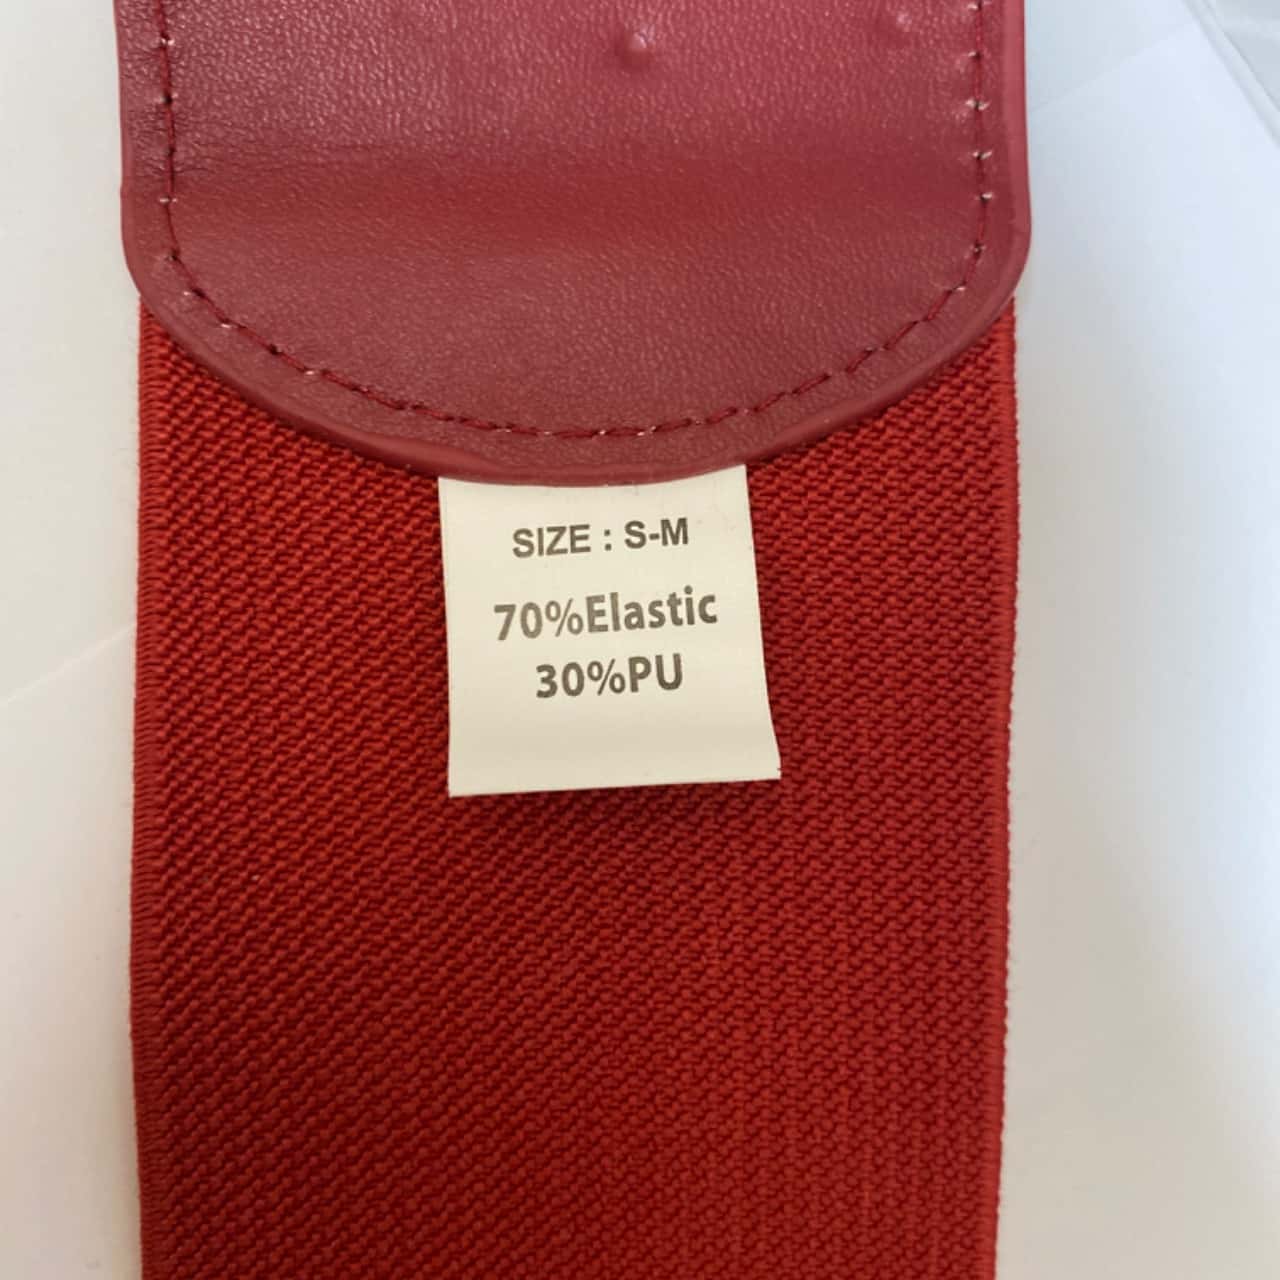 SIZE : S-M
70%Elastic
30%PU